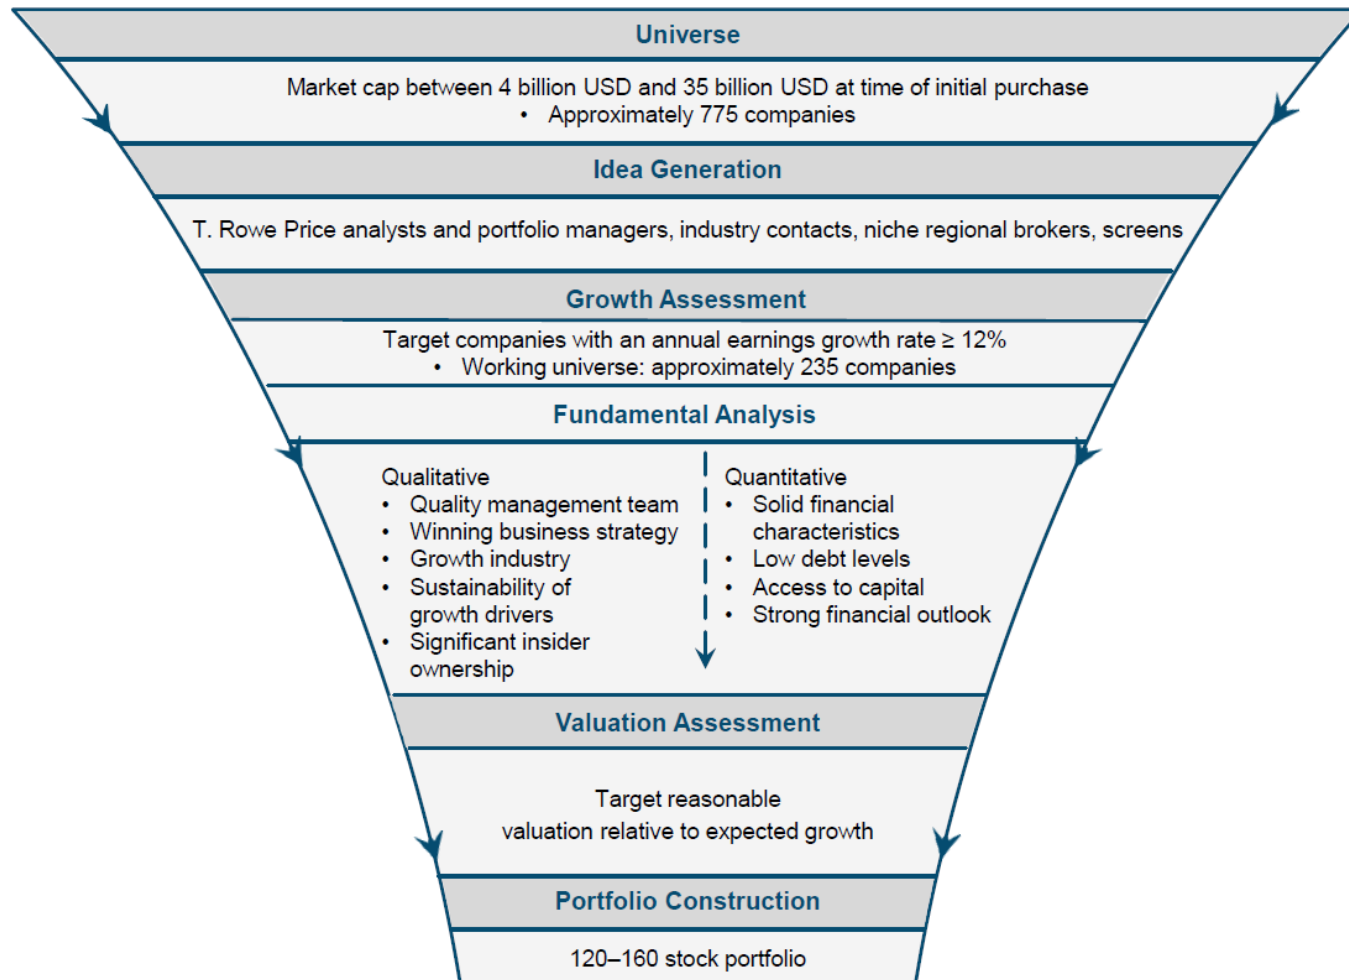 Universe
Market cap between 4 billion USD and 35 billion USD at time of initial purchase
• Approximately 775 companies
Idea Generation
T. Rowe Price analysts and portfolio managers, industry contacts, niche regional brokers, screens
Growth Assessment
Target companies with an annual earnings growth rate ≥ 12%
• Working universe: approximately 235 companies
Fundamental Analysis
Qualitative
• Quality management team
• Winning business strategy
• Growth industry
• Sustainability of
growth drivers
• Significant insider
ownership
Quantitative
• Solid financial
characteristics
• Low debt levels
• Access to capital
• Strong financial outlook
Valuation Assessment
Target reasonable
valuation relative to expected growth
Portfolio Construction
120–160 stock portfolio